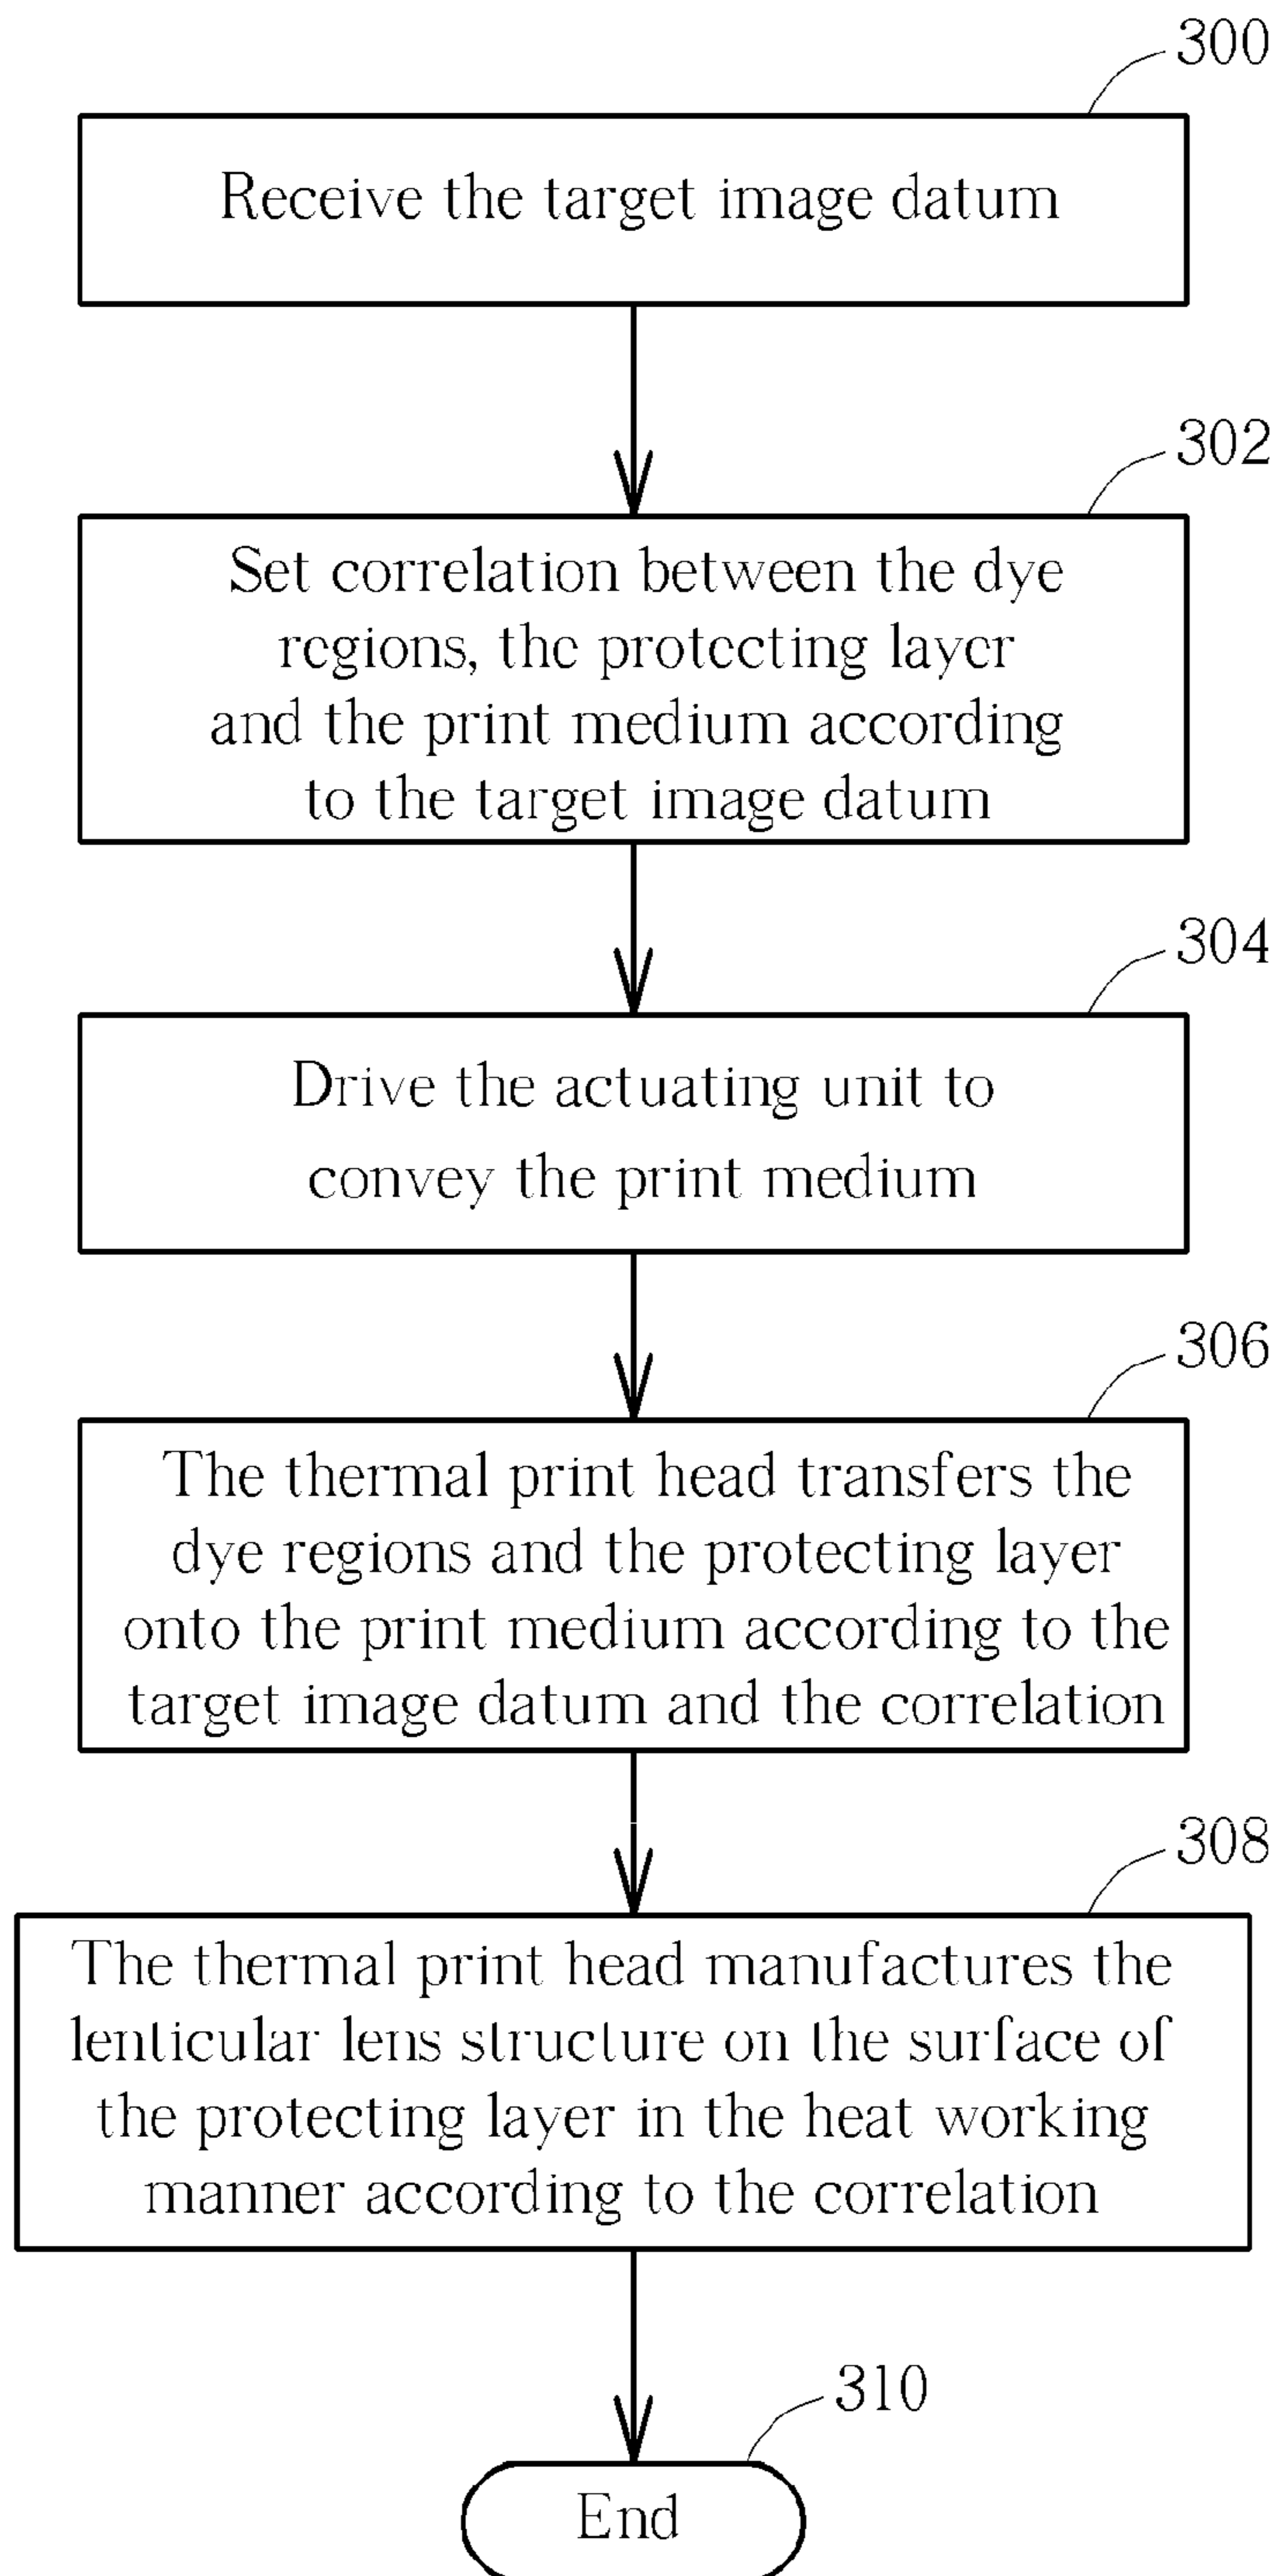 300
Receive the target image datum
302
Set correlation between the dye
regions, the protecting layer
and the print medium according
to the target image datum
304
Drive the actuating unit to
convey the print medium
306
The thermal print head transfers the
dye regions and the protecting layer
onto the print medium according to the
target image datum and the correlation
308
The thermal print head manufactures the
lenticular lens structure on the surface of
the protecting layer in the heat working
manner according to the correlation
310
End